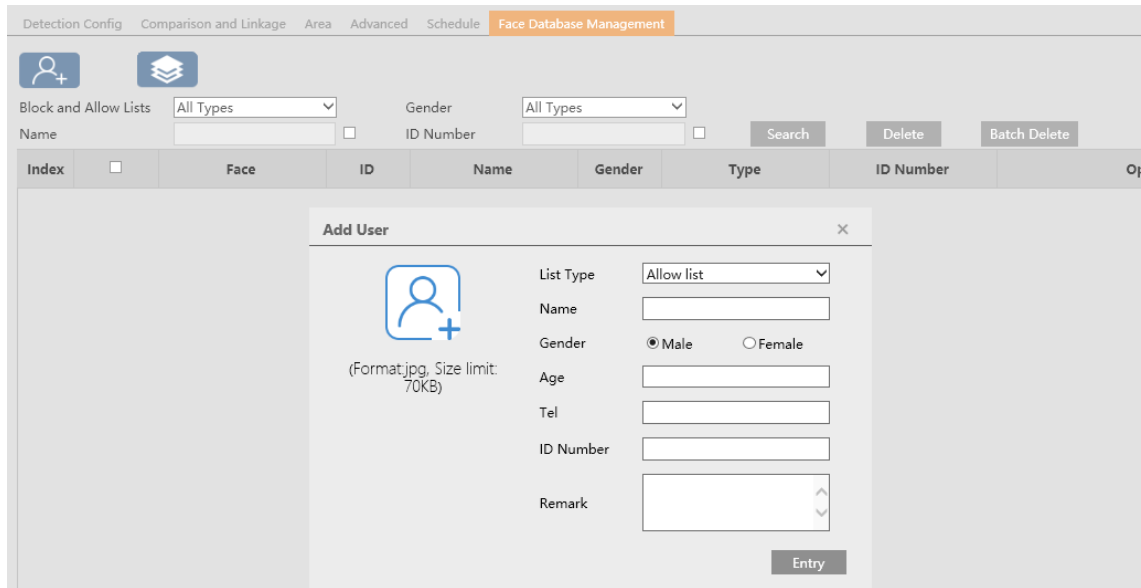 Detection Config Comparison and Linkage Area Advanced Schedule Face Database Management
Block and Allow Lists All Types Gender All Types
Name ID Number Search Delete Batch Delete
Index Face ID Name Gender Type ID Number Op
Add User ×
List Type Allow list
Name
Gender Male Female
(Format:jpg, Size limit:
70KB)
Age
Tel
ID Number
Remark
Entry